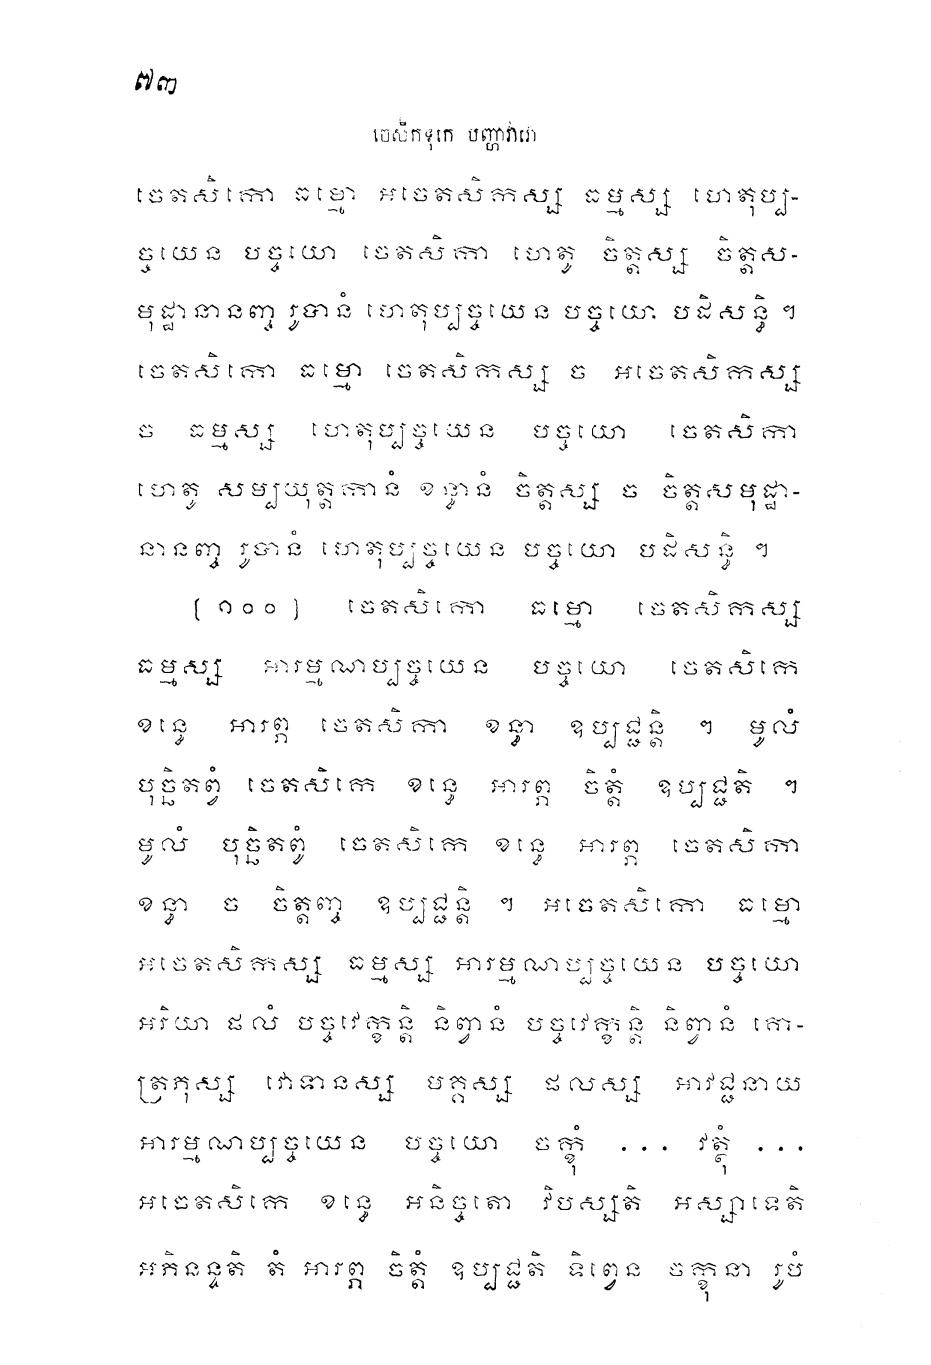 ៧៣
ចេតសិកទុកេ បញ្ហាវារោ
ចេតសិកោ ធម្មោ អចេតសិកស្ស ធម្មស្ស ហេតុប្ប-
ច្ចយេន បច្ចយោ ចេតសិកា ហេតូ ចិត្តស្ស ចិត្តស-
មុដ្ឋានានញ្ច រូបានំ ហេតុប្បច្ចយេន បច្ចយោ បដិសន្ធិ ។
ចេតសិកោ ធម្មោ ចេតសិកស្ស ច អចេតសិកស្ស
ច ធម្មស្ស ហេតុប្បច្ចយេន បច្ចយោ ចេតសិកា
ហេតូ សម្បយុត្តកានំ ខន្ធានំ ចិត្តស្ស ច ចិត្តសមុដ្ឋា-
នានញ្ច រូបានំ ហេតុប្បច្ចយេន បច្ចយោ បដិសន្ធិ ។
(១០០) ចេតសិកោ ធម្មោ ចេតសិកស្ស
ធម្មស្ស អារម្មណប្បច្ចយេន បច្ចយោ ចេតសិកេ
ខន្ធេ អារព្ភ ចេតសិកា ខន្ធា ឧប្បជ្ជន្តិ ។ មូលំ
បុច្ឆិតព្វំ ចេតសិកេ ខន្ធេ អារព្ភ ចិត្តំ ឧប្បជ្ជតិ ។
មូលំ បុច្ឆិតព្វំ ចេតសិកេ ខន្ធេ អារព្ភ ចេតសិកា
ខន្ធា ច ចិត្តញ្ច ឧប្បជ្ជន្តិ ។ អចេតសិកោ ធម្មោ
អចេតសិកស្ស ធម្មស្ស អារម្មណប្បច្ចយេន បច្ចយោ
អរិយា ផលំ បច្ចវេក្ខន្តិ និព្វានំ បច្ចវេក្ខន្តិ និព្វានំ គោ-
ត្រភុស្ស វោទានស្ស មគ្គស្ស ផលស្ស អាវជ្ជនាយ
អារម្មណប្បច្ចយេន បច្ចយោ ចក្ខុំ ... វត្ថុំ ...
អចេតសិកេ ខន្ធេ អនិច្ចតោ វិបស្សតិ អស្សាទេតិ
អភិនន្ទតិ តំ អារព្ភ ចិត្តំ ឧប្បជ្ជតិ ទិព្វេន ចក្ខុនា រូបំ